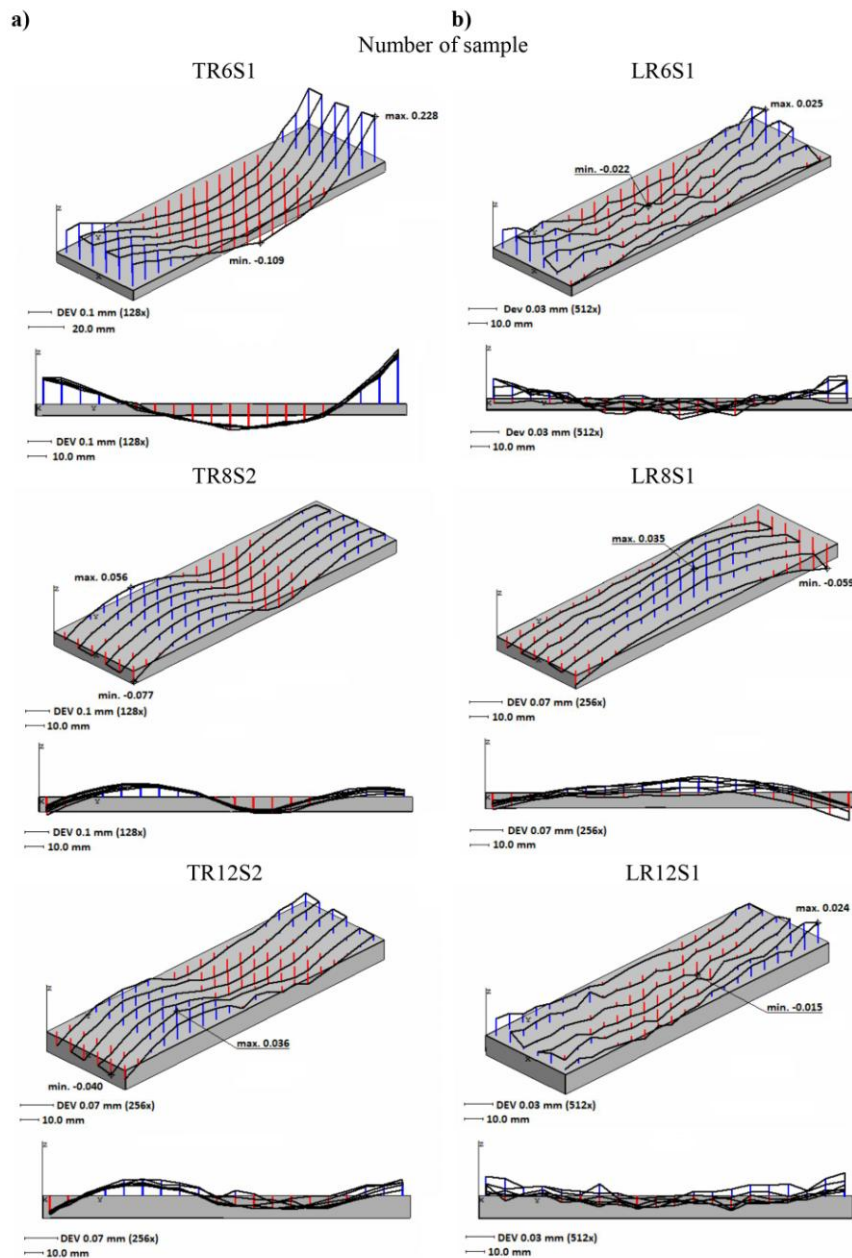 a)
b)
Number of sample
TR6S1
LR6S1
max. 0.228
min. -0.109
DEV 0.1 mm (128x)
20.0 mm
DEV 0.1 mm (128x)
10.0 mm
max. 0.025
min. -0.022
Dev 0.03 mm (512x)
10.0 mm
Dev 0.03 mm (512x)
10.0 mm
TR8S2
LR8S1
max. 0.056
min. -0.077
DEV 0.1 mm (128x)
10.0 mm
DEV 0.1 mm (128x)
10.0 mm
max. 0.035
min. -0.059
DEV 0.07 mm (256x)
10.0 mm
DEV 0.07 mm (256x)
10.0 mm
TR12S2
LR12S1
max. 0.036
min. -0.040
DEV 0.07 mm (256x)
10.0 mm
DEV 0.07 mm (256x)
10.0 mm
max. 0.024
min. -0.015
DEV 0.03 mm (512x)
10.0 mm
DEV 0.03 mm (512x)
10.0 mm